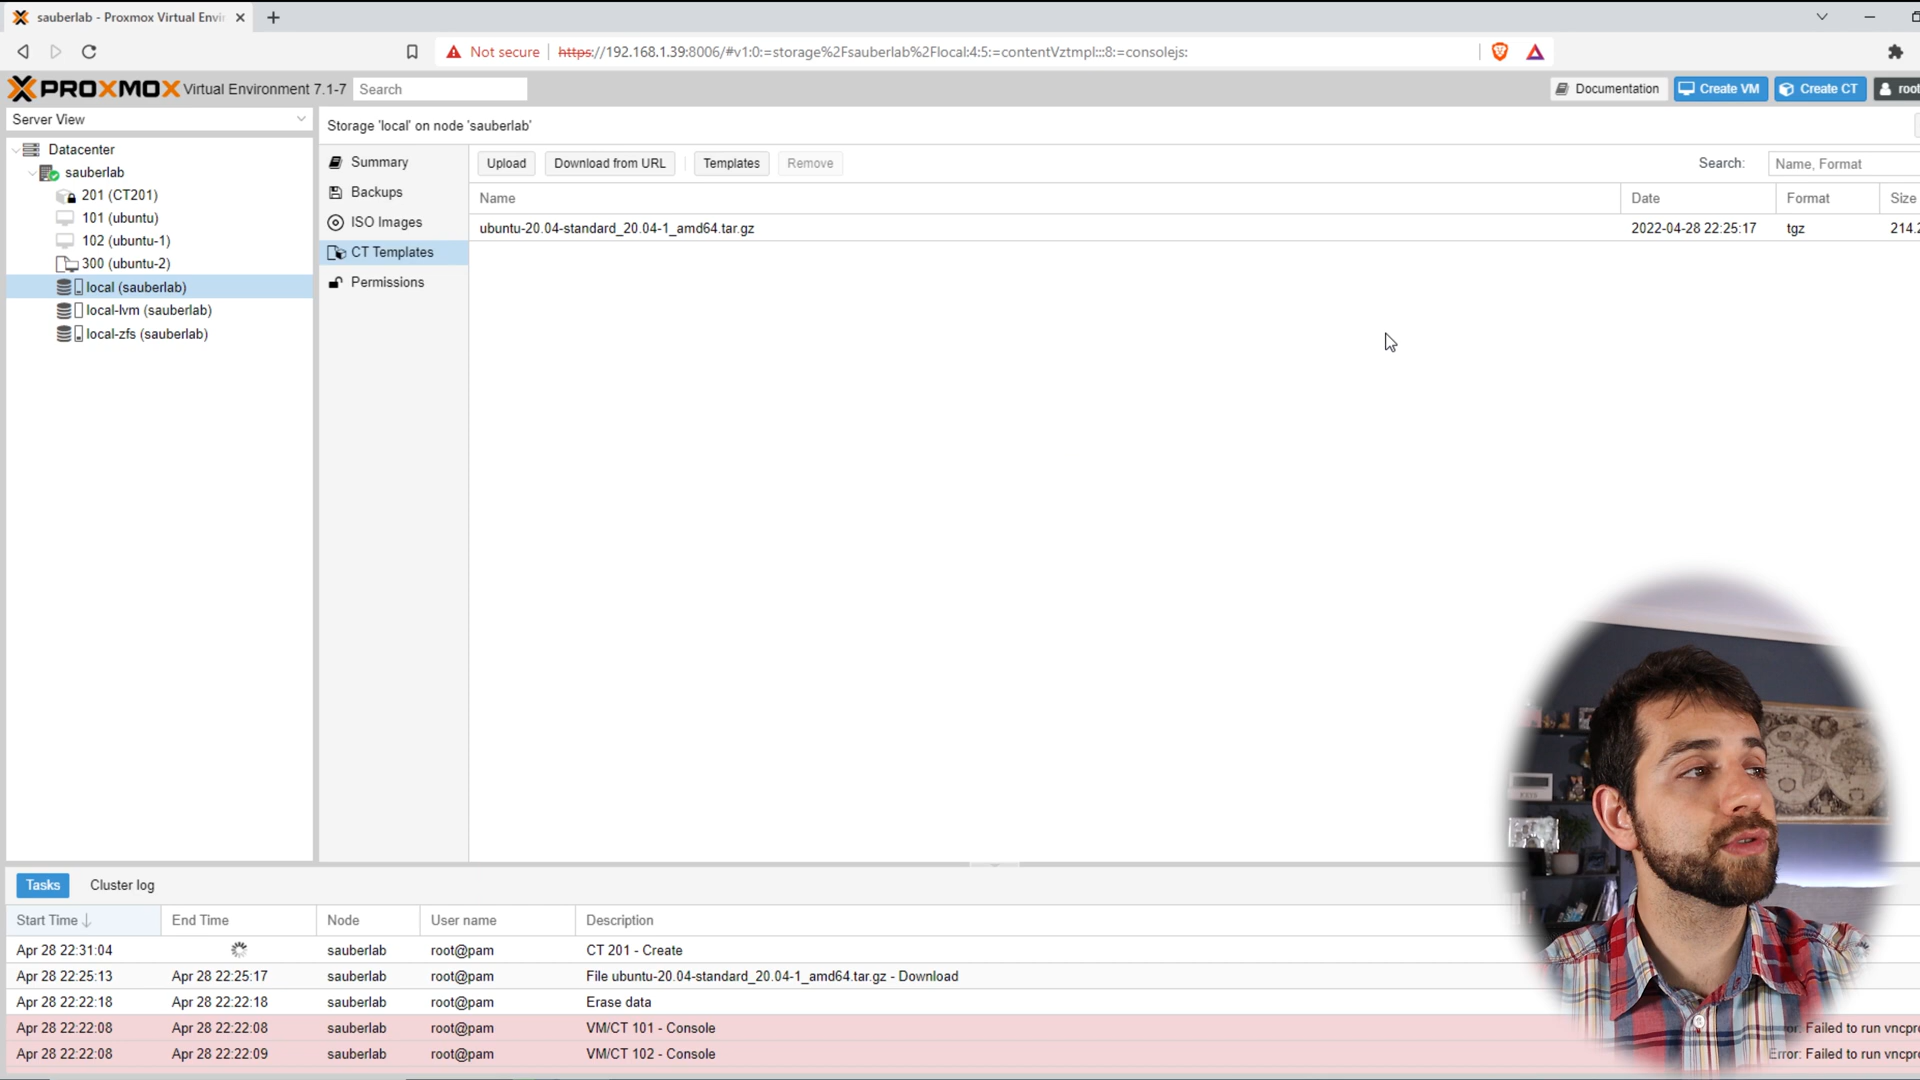 sauberlab - Proxmox Virtual Envi
Not secure https://192.168.1.39:8006/#v1:0:=storage%2Fsauberlab%2Flocal:4:5:=contentVztmpl:::8:=consolejs:
PROXMOX Virtual Environment 7.1-7 Search Documentation Create VM Create CT root
Server View
Storage 'local' on node 'sauberlab'
Datacenter
sauberlab
201 (CT201)
101 (ubuntu)
102 (ubuntu-1)
300 (ubuntu-2)
local (sauberlab)
local-lvm (sauberlab)
local-zfs (sauberlab)
Summary
Backups
ISO Images
CT Templates
Permissions
Upload Download from URL Templates Remove Search: Name, Format
Name Date Format Size
ubuntu-20.04-standard_20.04-1_amd64.tar.gz 2022-04-28 22:25:17 tgz 214.2
Tasks Cluster log
Start Time End Time Node User name Description
Apr 28 22:31:04 sauberlab root@pam CT 201 - Create
Apr 28 22:25:13 Apr 28 22:25:17 sauberlab root@pam File ubuntu-20.04-standard_20.04-1_amd64.tar.gz - Download
Apr 28 22:22:18 Apr 28 22:22:18 sauberlab root@pam Erase data
Apr 28 22:22:08 Apr 28 22:22:08 sauberlab root@pam VM/CT 101 - Console Failed to run vncpro
Apr 28 22:22:08 Apr 28 22:22:09 sauberlab root@pam VM/CT 102 - Console Error: Failed to run vncpro